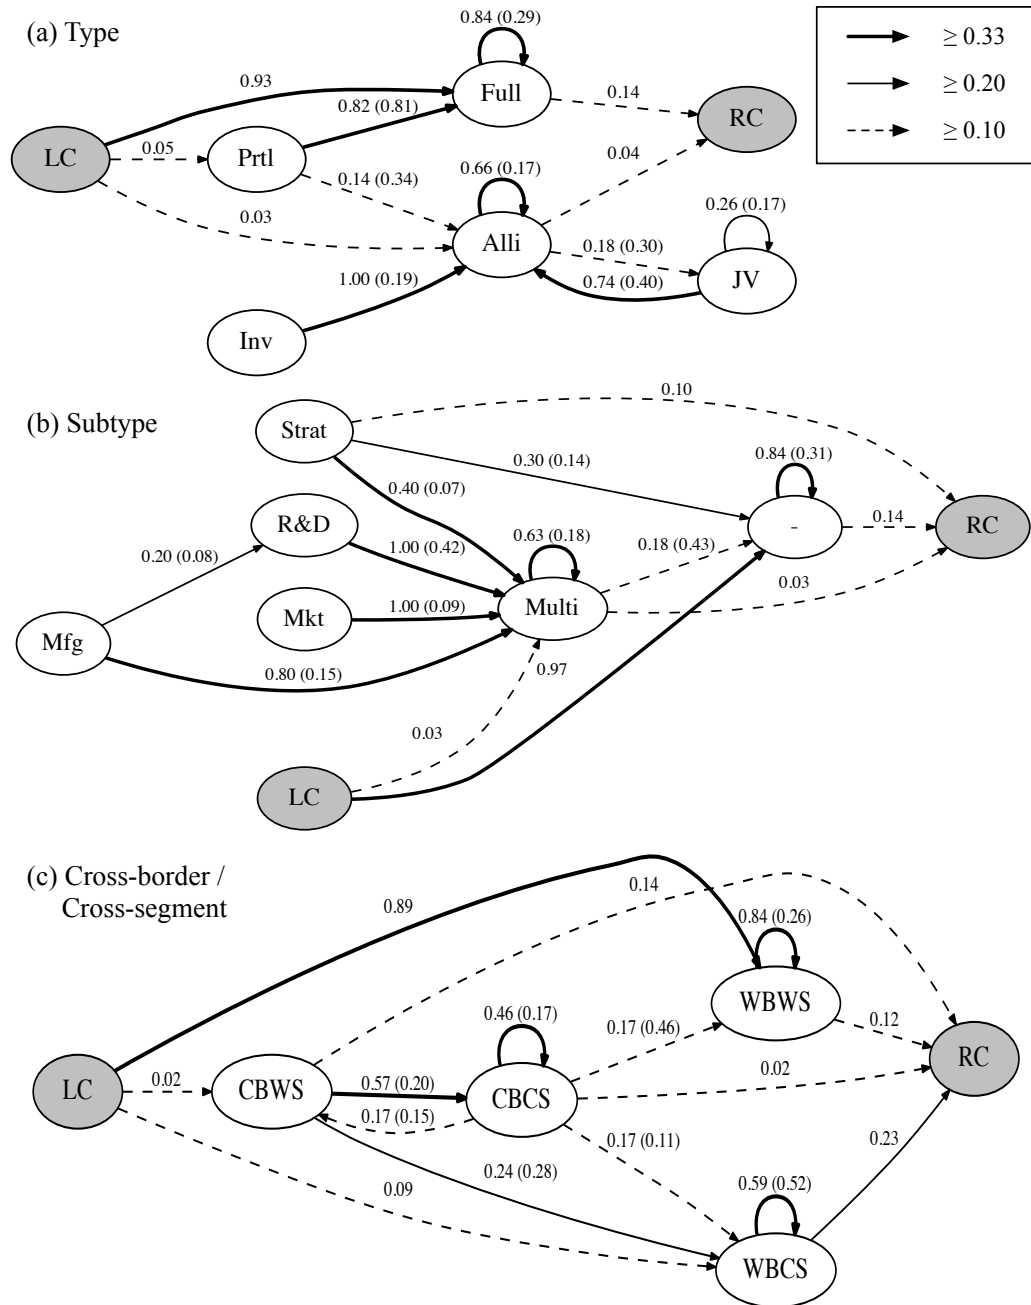 (a) Type
0.84 (0.29)
≥ 0.33
≥ 0.20
≥ 0.10
0.93
Full
0.14
0.82 (0.81)
RC
LC
0.05
Prtl
0.04
0.14 (0.34)
0.66 (0.17)
0.26 (0.17)
0.03
Alli
0.18 (0.30)
1.00 (0.19)
0.74 (0.40)
JV
Inv
(b) Subtype
0.10
Strat
0.30 (0.14)
0.84 (0.31)
0.40 (0.07)
R&D
-
0.14
RC
0.20 (0.08)
1.00 (0.42)
0.63 (0.18)
0.18 (0.43)
1.00 (0.09)
Mkt
Multi
0.03
Mfg
0.80 (0.15)
0.97
0.03
LC
(c) Cross-border /
Cross-segment
0.89
0.14
0.84 (0.26)
WBWS
0.46 (0.17)
0.17 (0.46)
0.12
RC
LC
0.02
CBWS
0.57 (0.20)
CBCS
0.02
0.17 (0.15)
0.17 (0.11)
0.23
0.24 (0.28)
0.09
0.59 (0.52)
WBCS